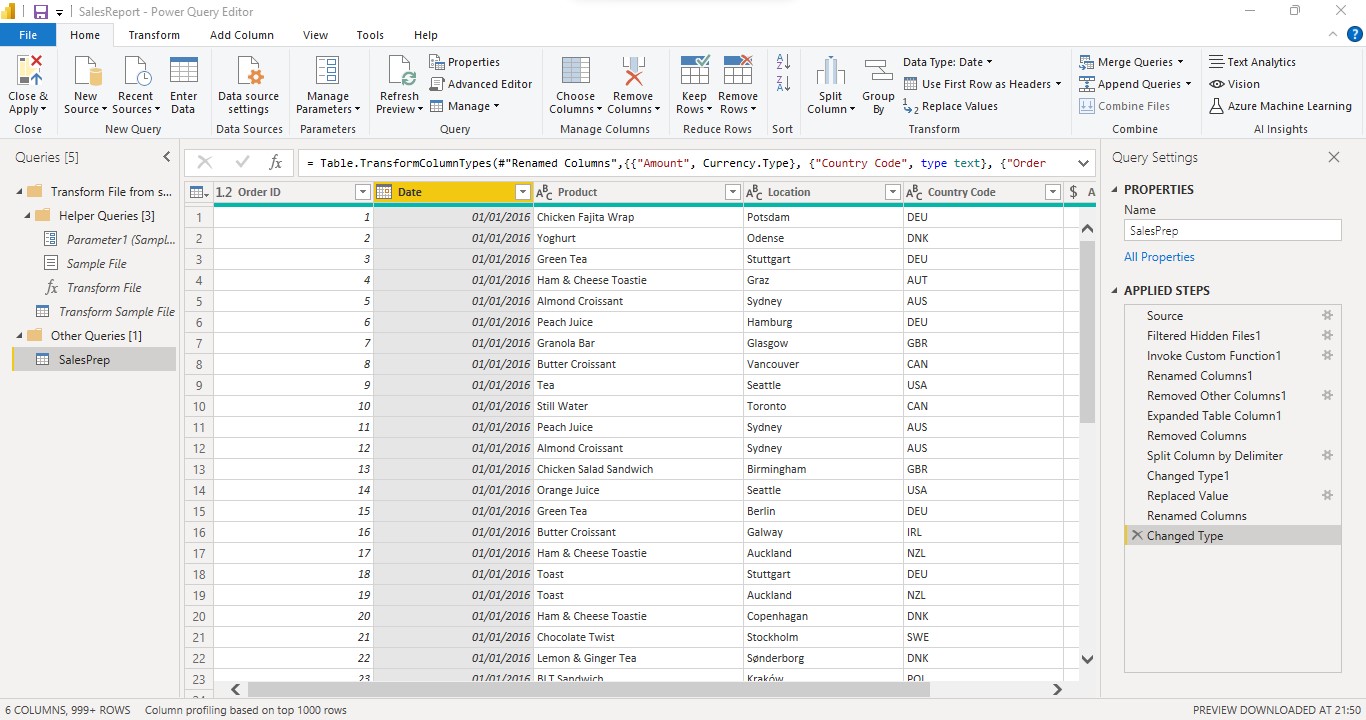 SalesReport - Power Query Editor
File Home Transform Add Column View Tools Help
Close & Apply
New Source Recent Sources Enter Data
Data source settings
Manage Parameters
Refresh Preview
Properties
Advanced Editor
Manage
Choose Columns Remove Columns
Keep Rows Remove Rows
A Z
Z A
Split Column Group By
Data Type: Date
Use First Row as Headers
1 2 Replace Values
Merge Queries
Append Queries
Combine Files
Text Analytics
Vision
Azure Machine Learning
Close New Query Data Sources Parameters Query Manage Columns Reduce Rows Sort Transform Combine AI Insights
Queries [5]
Transform File from s...
Helper Queries [3]
Parameter1 (Sampl...
Sample File
fx Transform File
Transform Sample File
Other Queries [1]
SalesPrep
fx = Table.TransformColumnTypes(#"Renamed Columns",{{"Amount", Currency.Type}, {"Country Code", type text}, {"Order
1.2 Order ID Date ABC Product ABC Location ABC Country Code $ A
1 1 01/01/2016 Chicken Fajita Wrap Potsdam DEU
2 2 01/01/2016 Yoghurt Odense DNK
3 3 01/01/2016 Green Tea Stuttgart DEU
4 4 01/01/2016 Ham & Cheese Toastie Graz AUT
5 5 01/01/2016 Almond Croissant Sydney AUS
6 6 01/01/2016 Peach Juice Hamburg DEU
7 7 01/01/2016 Granola Bar Glasgow GBR
8 8 01/01/2016 Butter Croissant Vancouver CAN
9 9 01/01/2016 Tea Seattle USA
10 10 01/01/2016 Still Water Toronto CAN
11 11 01/01/2016 Peach Juice Sydney AUS
12 12 01/01/2016 Almond Croissant Sydney AUS
13 13 01/01/2016 Chicken Salad Sandwich Birmingham GBR
14 14 01/01/2016 Orange Juice Seattle USA
15 15 01/01/2016 Green Tea Berlin DEU
16 16 01/01/2016 Butter Croissant Galway IRL
17 17 01/01/2016 Ham & Cheese Toastie Auckland NZL
18 18 01/01/2016 Toast Stuttgart DEU
19 19 01/01/2016 Toast Auckland NZL
20 20 01/01/2016 Ham & Cheese Toastie Copenhagan DNK
21 21 01/01/2016 Chocolate Twist Stockholm SWE
22 22 01/01/2016 Lemon & Ginger Tea Sønderborg DNK
23 23 01/01/2016 BLT Sandwich Kraków POL
24
Query Settings
PROPERTIES
Name
SalesPrep
All Properties
APPLIED STEPS
Source
Filtered Hidden Files1
Invoke Custom Function1
Renamed Columns1
Removed Other Columns1
Expanded Table Column1
Removed Columns
Split Column by Delimiter
Changed Type1
Replaced Value
Renamed Columns
Changed Type
6 COLUMNS, 999+ ROWS Column profiling based on top 1000 rows
PREVIEW DOWNLOADED AT 21:50